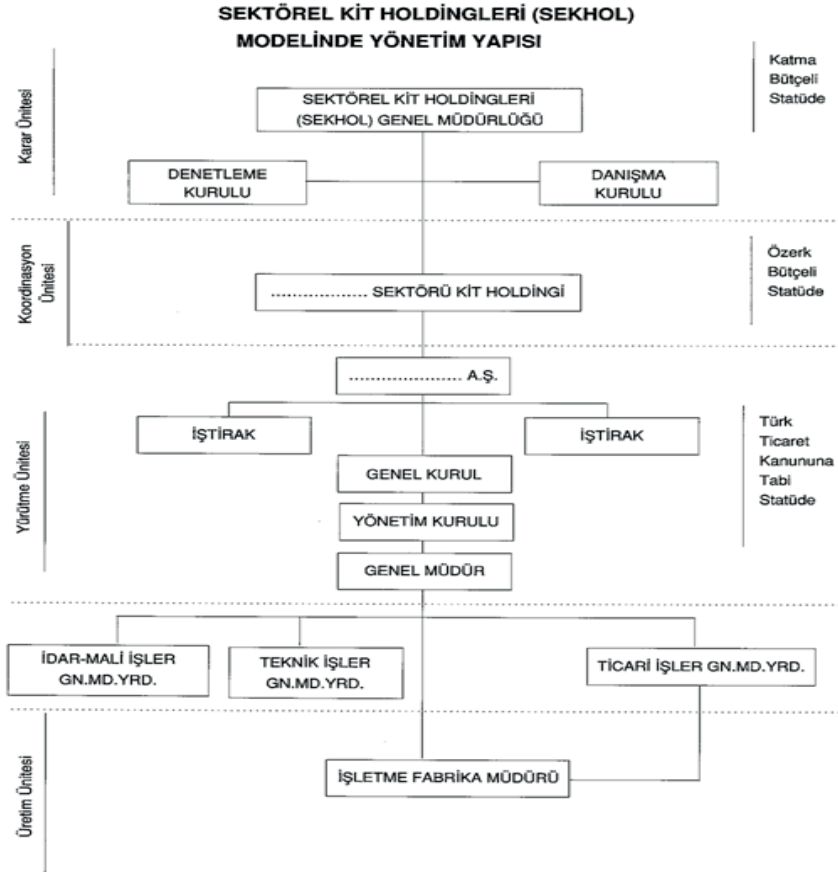 SEKTÖREL KİT HOLDİNGLERİ (SEKHOL)
MODELİNDE YÖNETİM YAPISI
Karar Ünitesi
Katma
Bütçeli
Statüde
SEKTÖREL KİT HOLDİNGLERİ
(SEKHOL) GENEL MÜDÜRLÜĞÜ
DENETLEME
KURULU
DANIŞMA
KURULU
Koordinasyon
Ünitesi
Özerk
Bütçeli
Statüde
.................. SEKTÖRÜ KİT HOLDİNGİ
...................... A.Ş.
Yürütme Ünitesi
İŞTİRAK
İŞTİRAK
Türk
Ticaret
Kanununa
Tabi
Statüde
GENEL KURUL
YÖNETİM KURULU
GENEL MÜDÜR
İDAR-MALİ İŞLER
GN.MD.YRD.
TEKNİK İŞLER
GN.MD.YRD.
TİCARİ İŞLER GN.MD.YRD.
Üretim Ünitesi
İŞLETME FABRİKA MÜDÜRÜ